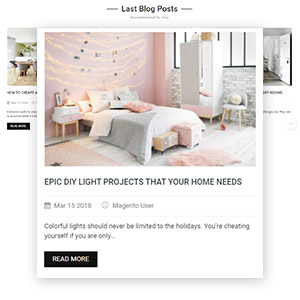 Last Blog Posts
Recommended for You
HOW TO CREATE A
EPIC DIY LIGHT PROJECTS THAT YOUR HOME NEEDS
Mar 15 2018 Magento User
Colorful lights should never be limited to the holidays. You're cheating
yourself if you are only...
READ MORE
READ MORE